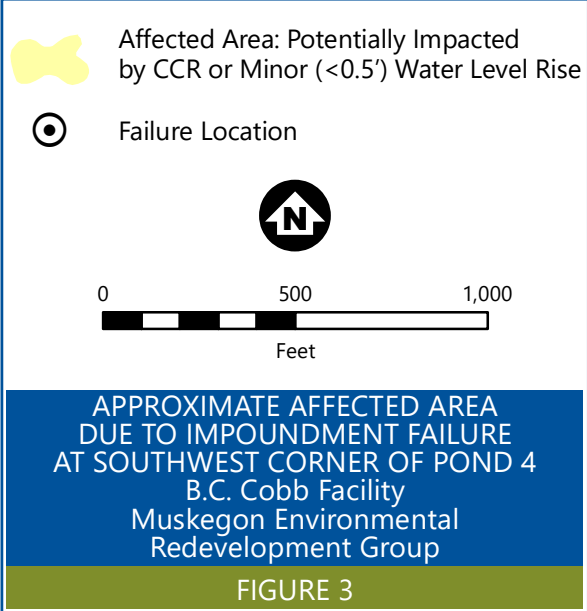 Affected Area: Potentially Impacted
by CCR or Minor (<0.5’) Water Level Rise
Failure Location
N
0 500 1,000
Feet
APPROXIMATE AFFECTED AREA
DUE TO IMPOUNDMENT FAILURE
AT SOUTHWEST CORNER OF POND 4
B.C. Cobb Facility
Muskegon Environmental
Redevelopment Group
FIGURE 3